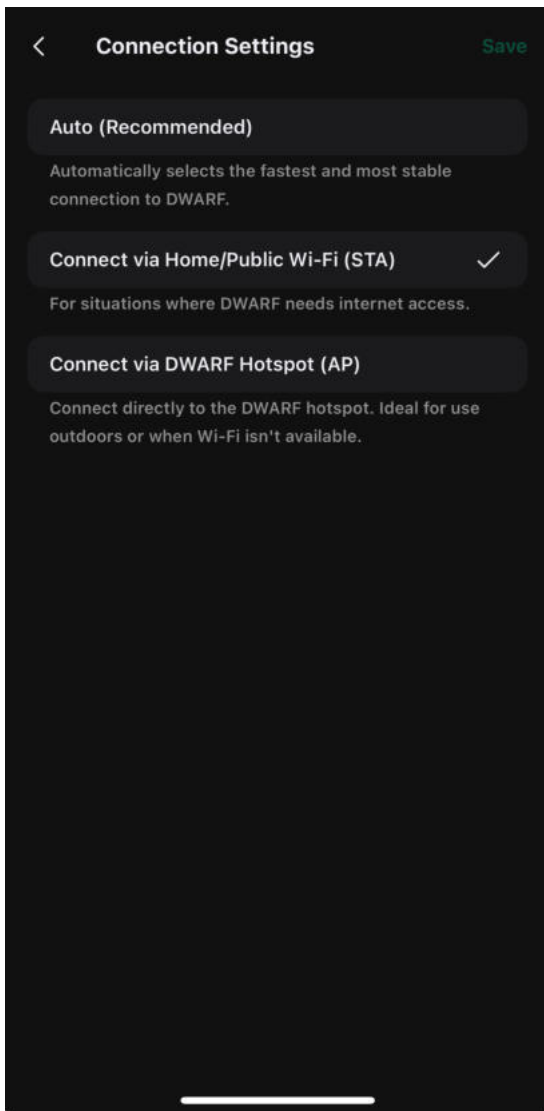 Connection Settings
Save
Auto (Recommended)
Automatically selects the fastest and most stable
connection to DWARF.
Connect via Home/Public Wi-Fi (STA)
For situations where DWARF needs internet access.
Connect via DWARF Hotspot (AP)
Connect directly to the DWARF hotspot. Ideal for use
outdoors or when Wi-Fi isn't available.